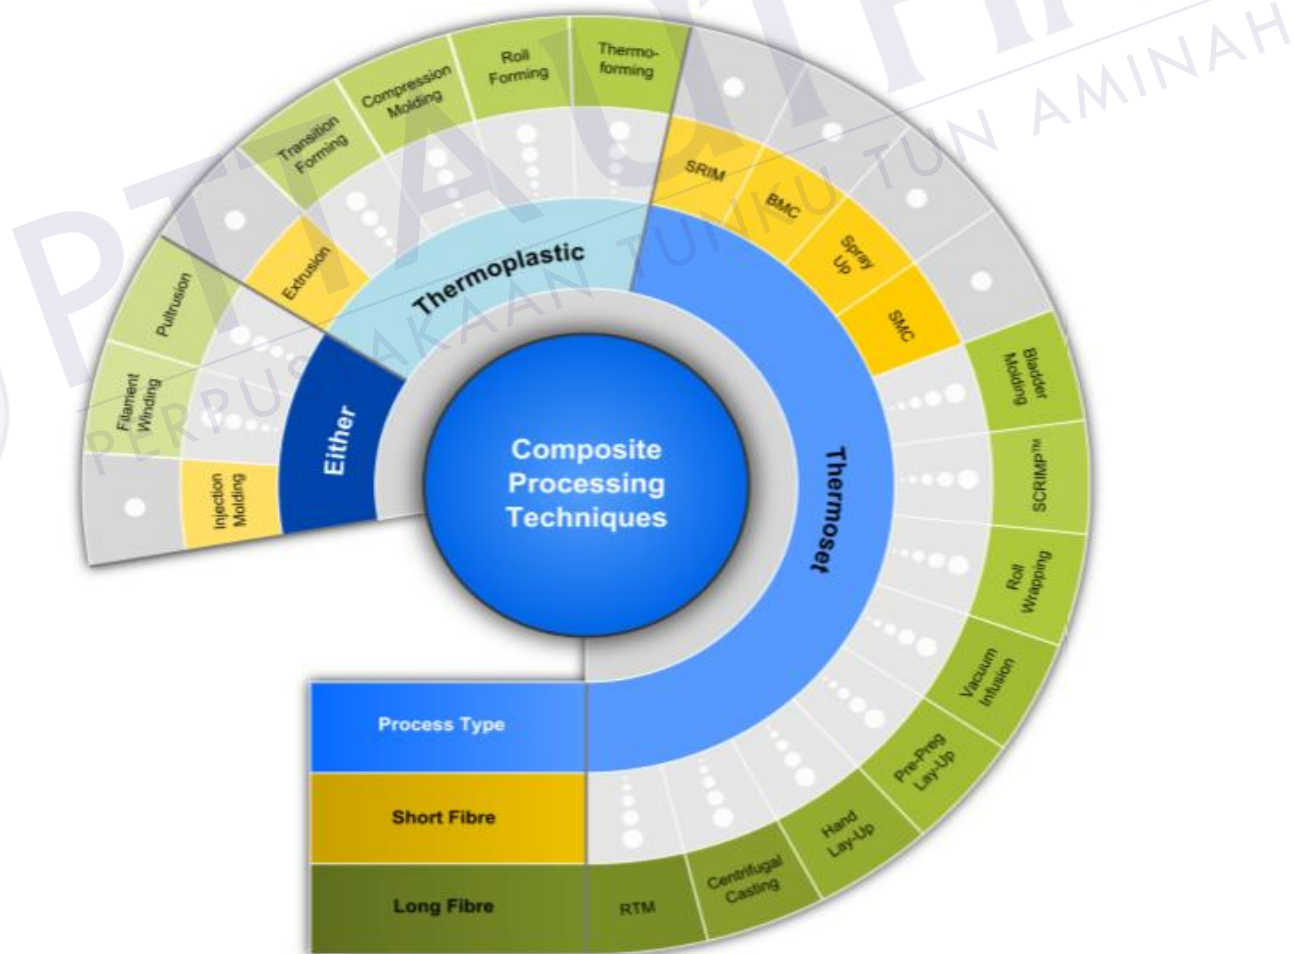 Composite
Processing
Techniques
Thermoplastic
Thermoset
Either
Injection
Molding
Filament
Winding
Pultrusion
Extrusion
Transition
Forming
Compression
Molding
Roll
Forming
Thermo-
forming
SRIM
BMC
Spray
Up
SMC
Bladder
Molding
SCRIMP™
Roll
Wrapping
Vacuum
Infusion
Pre-Preg
Lay-Up
Hand
Lay-Up
Centrifugal
Casting
RTM
Process Type
Short Fibre
Long Fibre
PTTA UTHM
PERPUSTAKAAN TUNKU TUN AMINAH